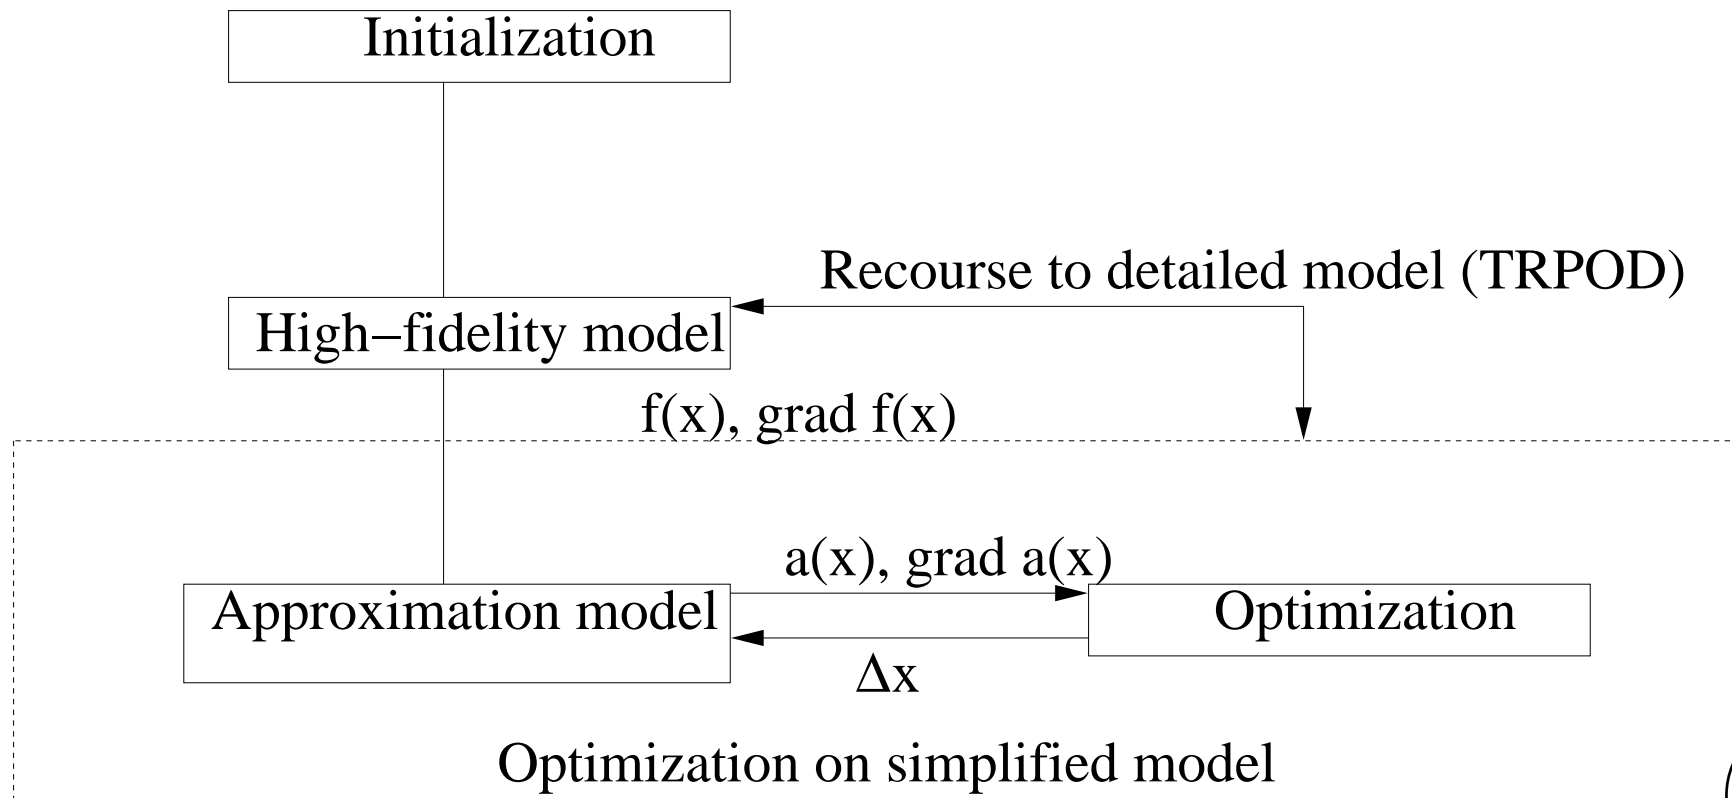 Initialization
Recourse to detailed model (TRPOD)
High−fidelity model
f(x), grad f(x)
a(x), grad a(x)
Approximation model
Optimization
Δx
Optimization on simplified model